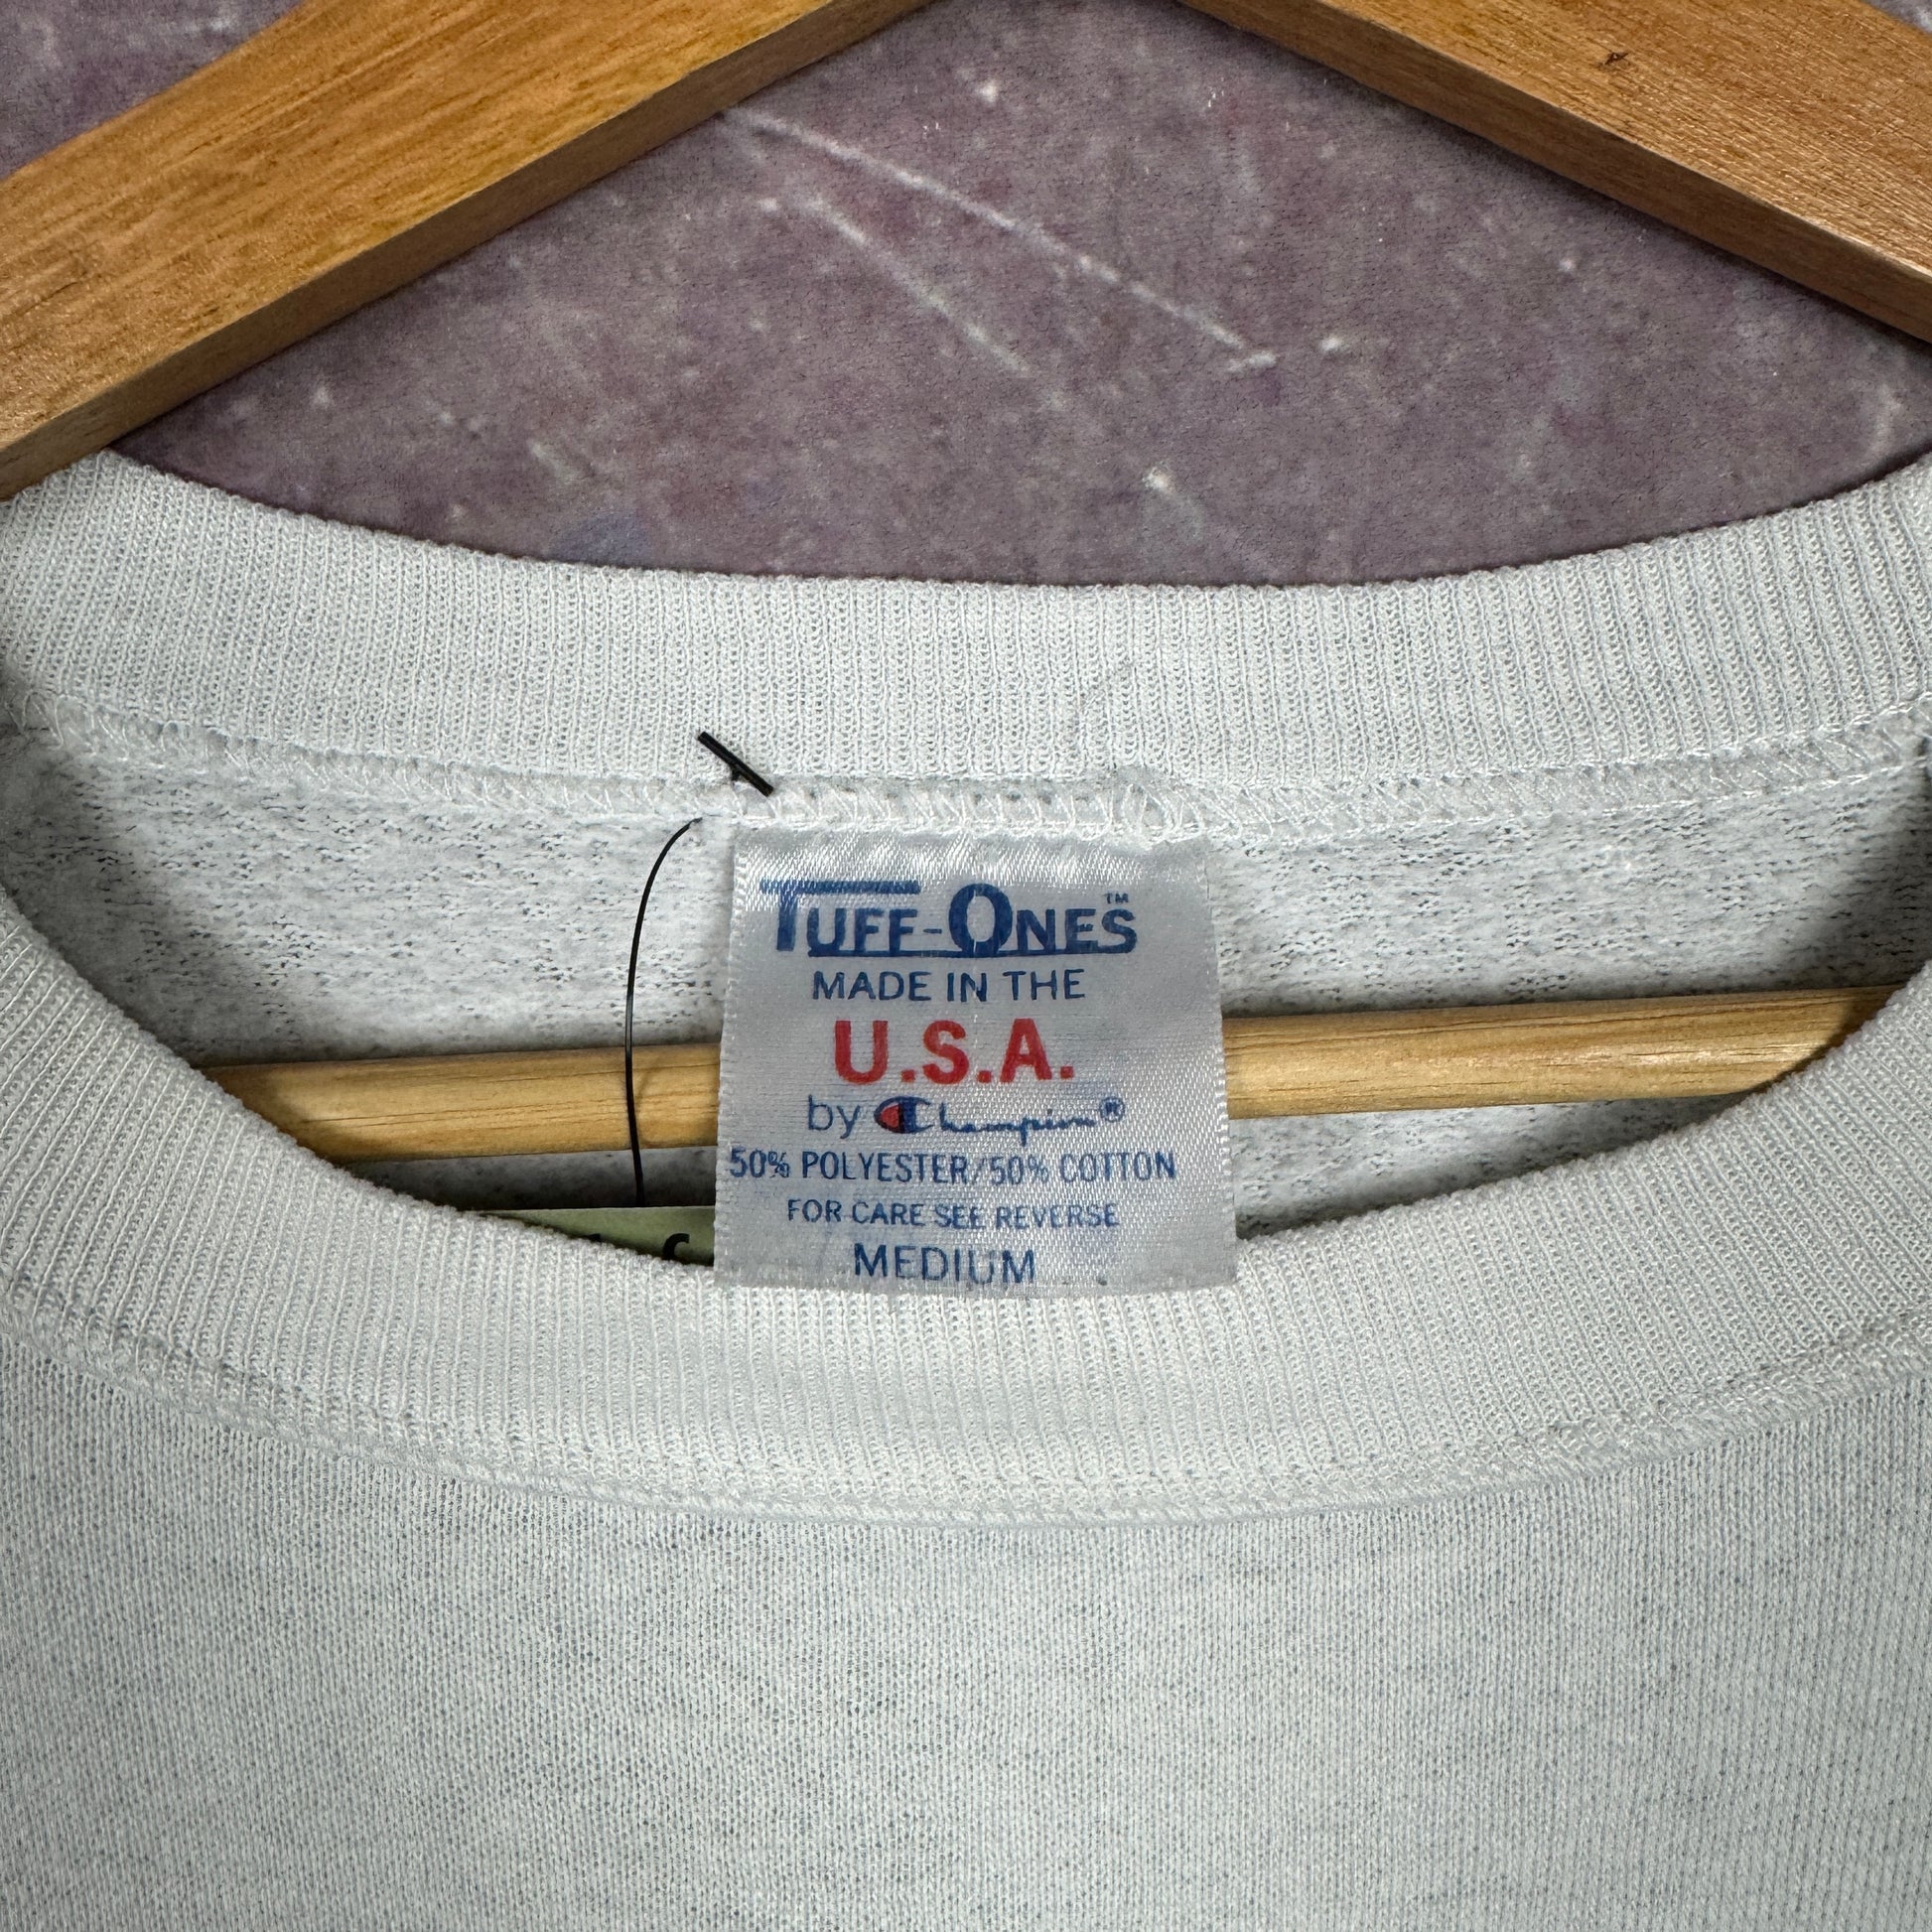 TUFF-ONES™
MADE IN THE
U.S.A.
by Champion®
50% POLYESTER/50% COTTON
FOR CARE SEE REVERSE
MEDIUM